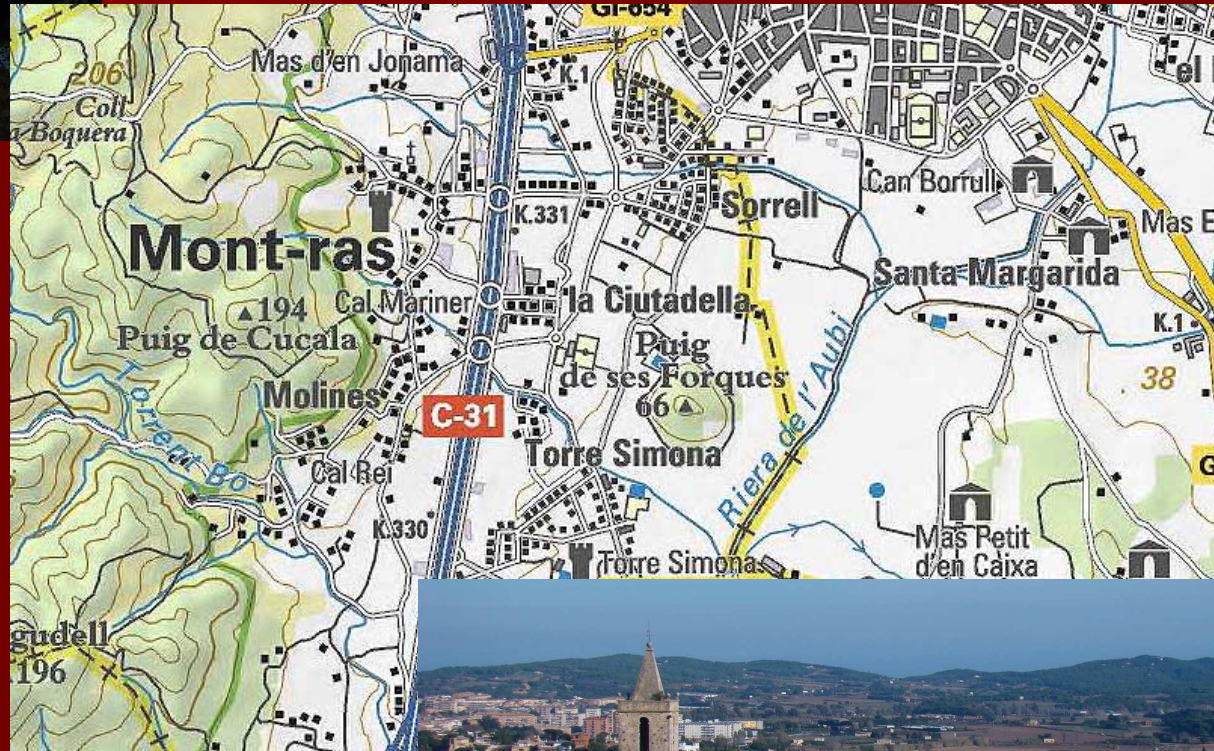 GI-654
Mas d'en Jonama
K.1
206
Coll
a Boquera
el
Can Borrull
K.331
Sorrell
Mas E
Mont-ras
Santa Margarida
194
Cal Mariner
la Ciutadella
Puig de Cucala
K.1
Puig
de ses Forques
66
38
Molines
C-31
Torrent Bo
Riera de l'Aubi
Torre Simona
Cal Rei
G
K.330
Mas Petit
d'en Caixa
Torre Simona
gudell
196